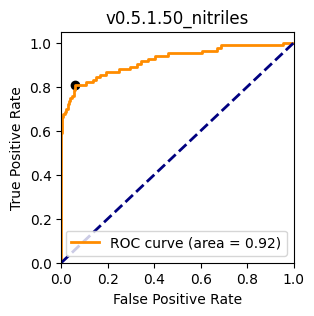 v0.5.1.50_nitriles
True Positive Rate
1.0
0.8
0.6
0.4
0.2
0.0
ROC curve (area = 0.92)
0.0 0.2 0.4 0.6 0.8 1.0
False Positive Rate